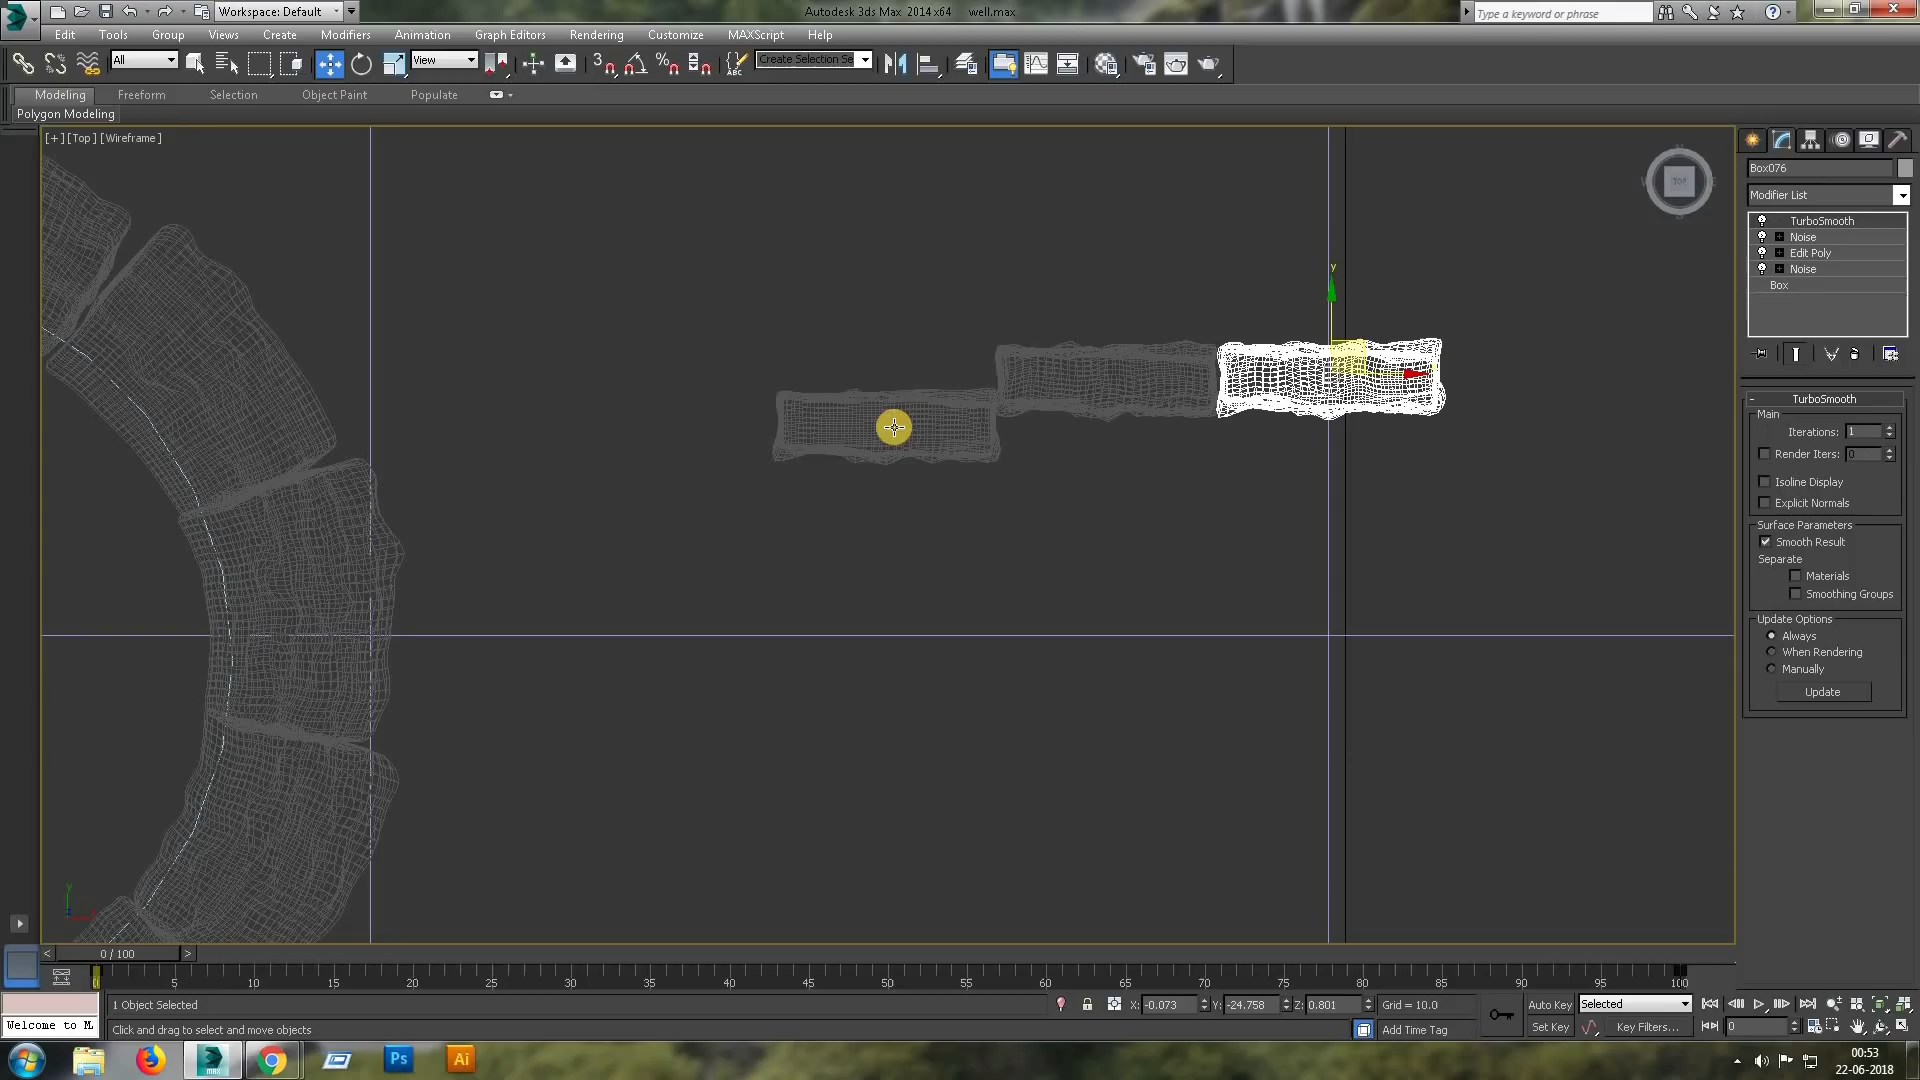 Workspace: Default
Autodesk 3ds Max 2014 x64 well.max
Type a keyword or phrase
Edit Tools Group Views Create Modifiers Animation Graph Editors Rendering Customize MAXScript Help
All View 3 Create Selection Se
Modeling Freeform Selection Object Paint Populate
Polygon Modeling
[+] [Top] [Wireframe]
TOP
y
Box076
Modifier List
TurboSmooth
Noise
Edit Poly
Noise
Box
- TurboSmooth
Main
Iterations: 1
Render Iters: 0
Isoline Display
Explicit Normals
Surface Parameters
Smooth Result
Separate
Materials
Smoothing Groups
Update Options
Always
When Rendering
Manually
Update
y
< 0 / 100 >
0 5 10 15 20 25 30 35 40 45 50 55 60 65 70 75 80 85 90 95 100
1 Object Selected X: -0.073 Y: -24.758 Z: 0.801 Grid = 10.0 Auto Key Selected
Welcome to M Click and drag to select and move objects Add Time Tag Set Key Key Filters... 0
MAX Ps Ai
00:53
22-06-2018